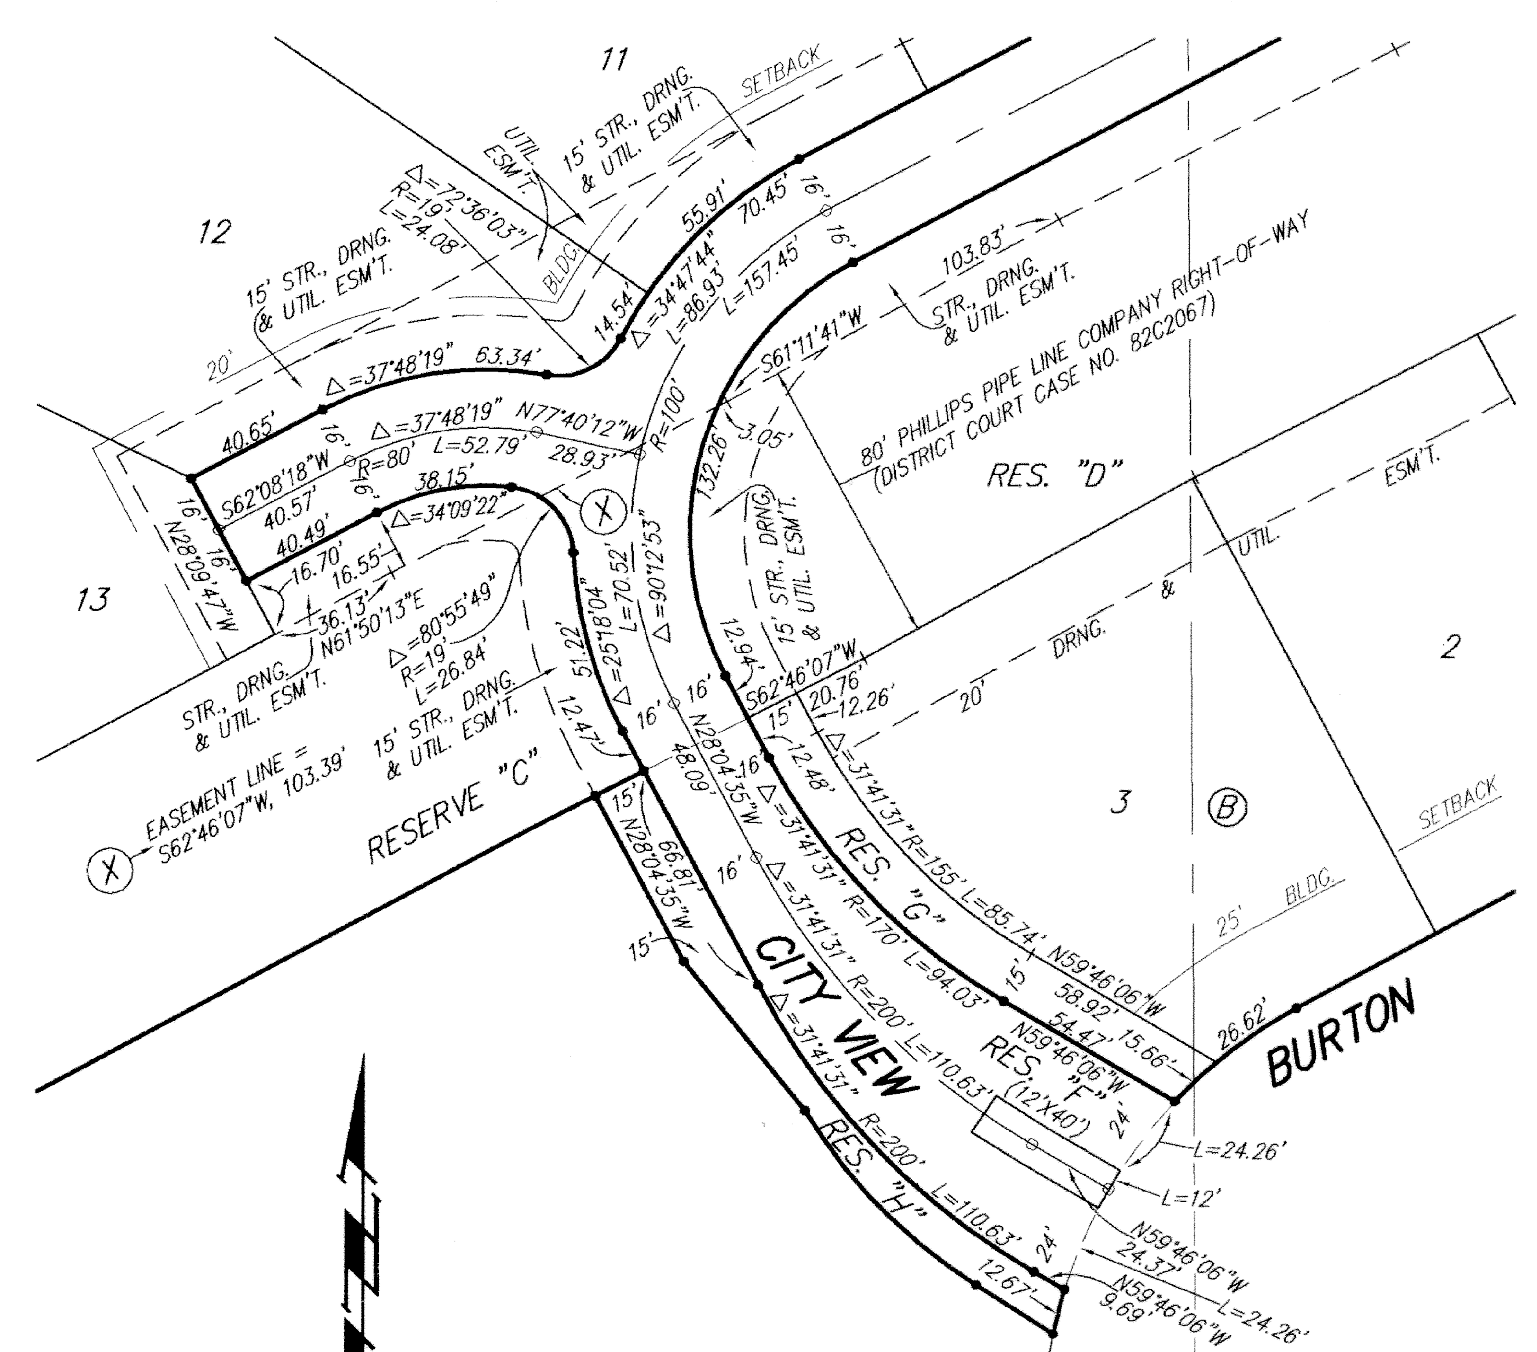 11
SETBACK
15' STR., DRNG.
& UTIL. ESM'T.
UTIL.
ESM'T.
△=72°36'03"
R=19'
L=24.08'
12
15' STR., DRNG.
& UTIL. ESM'T.
BLDG.
55.91'
70.45'
16'
16'
14.54'
△=34°47'44"
L=86.93'
L=157.45'
103.83'
STR., DRNG.
& UTIL. ESM'T.
S61°11'41"W
80' PHILLIPS PIPE LINE COMPANY RIGHT-OF-WAY
(DISTRICT COURT CASE NO. 82C2067)
RES. "D"
20'
△=37°48'19"
63.34'
40.65'
16'
△=37°48'19"
N77°40'12"W
R=80'
L=52.79'
28.93'
R=100'
3.05'
132.26'
S62°08'18"W
40.57'
16'
38.15'
△=34°09'22"
X
16'
16'
N28°09'47"W
40.49'
16.70'
16.55'
36.13'
N61°50'13"E
△=80°55'49"
R=19'
L=26.84'
13
STR., DRNG.
& UTIL. ESM'T.
15' STR., DRNG.
& UTIL. ESM'T.
51.22'
△=25°18'04"
L=70.52'
△=90°12'53"
12.47'
15' STR., DRNG.
& UTIL. ESM'T.
12.94'
S62°46'07"W
20.76'
15'
12.26'
16'
16'
N28°04'35"W
48.09'
16'
12.48'
ESM'T.
UTIL.
&
DRNG.
20'
2
3
B
SETBACK
BLDG.
25'
X
EASEMENT LINE =
S62°46'07"W, 103.39'
RESERVE "C"
15'
N28°04'35"W
66.81'
16'
15'
△=31°41'31" R=155' L=85.74'
N59°46'06"W
58.92'
15.66'
RES. "G"
△=31°41'31" R=170' L=94.03'
15'
54.47'
N59°46'06"W
26.62'
BURTON
CITY VIEW
△=31°41'31" R=200' L=110.63'
RES. "F"
(12'X40')
24'
L=24.26'
L=12'
△=31°41'31" R=200' L=110.63'
RES. "H"
24'
N59°46'06"W
24.37'
L=24.26'
N59°46'06"W
9.69'
12.67'